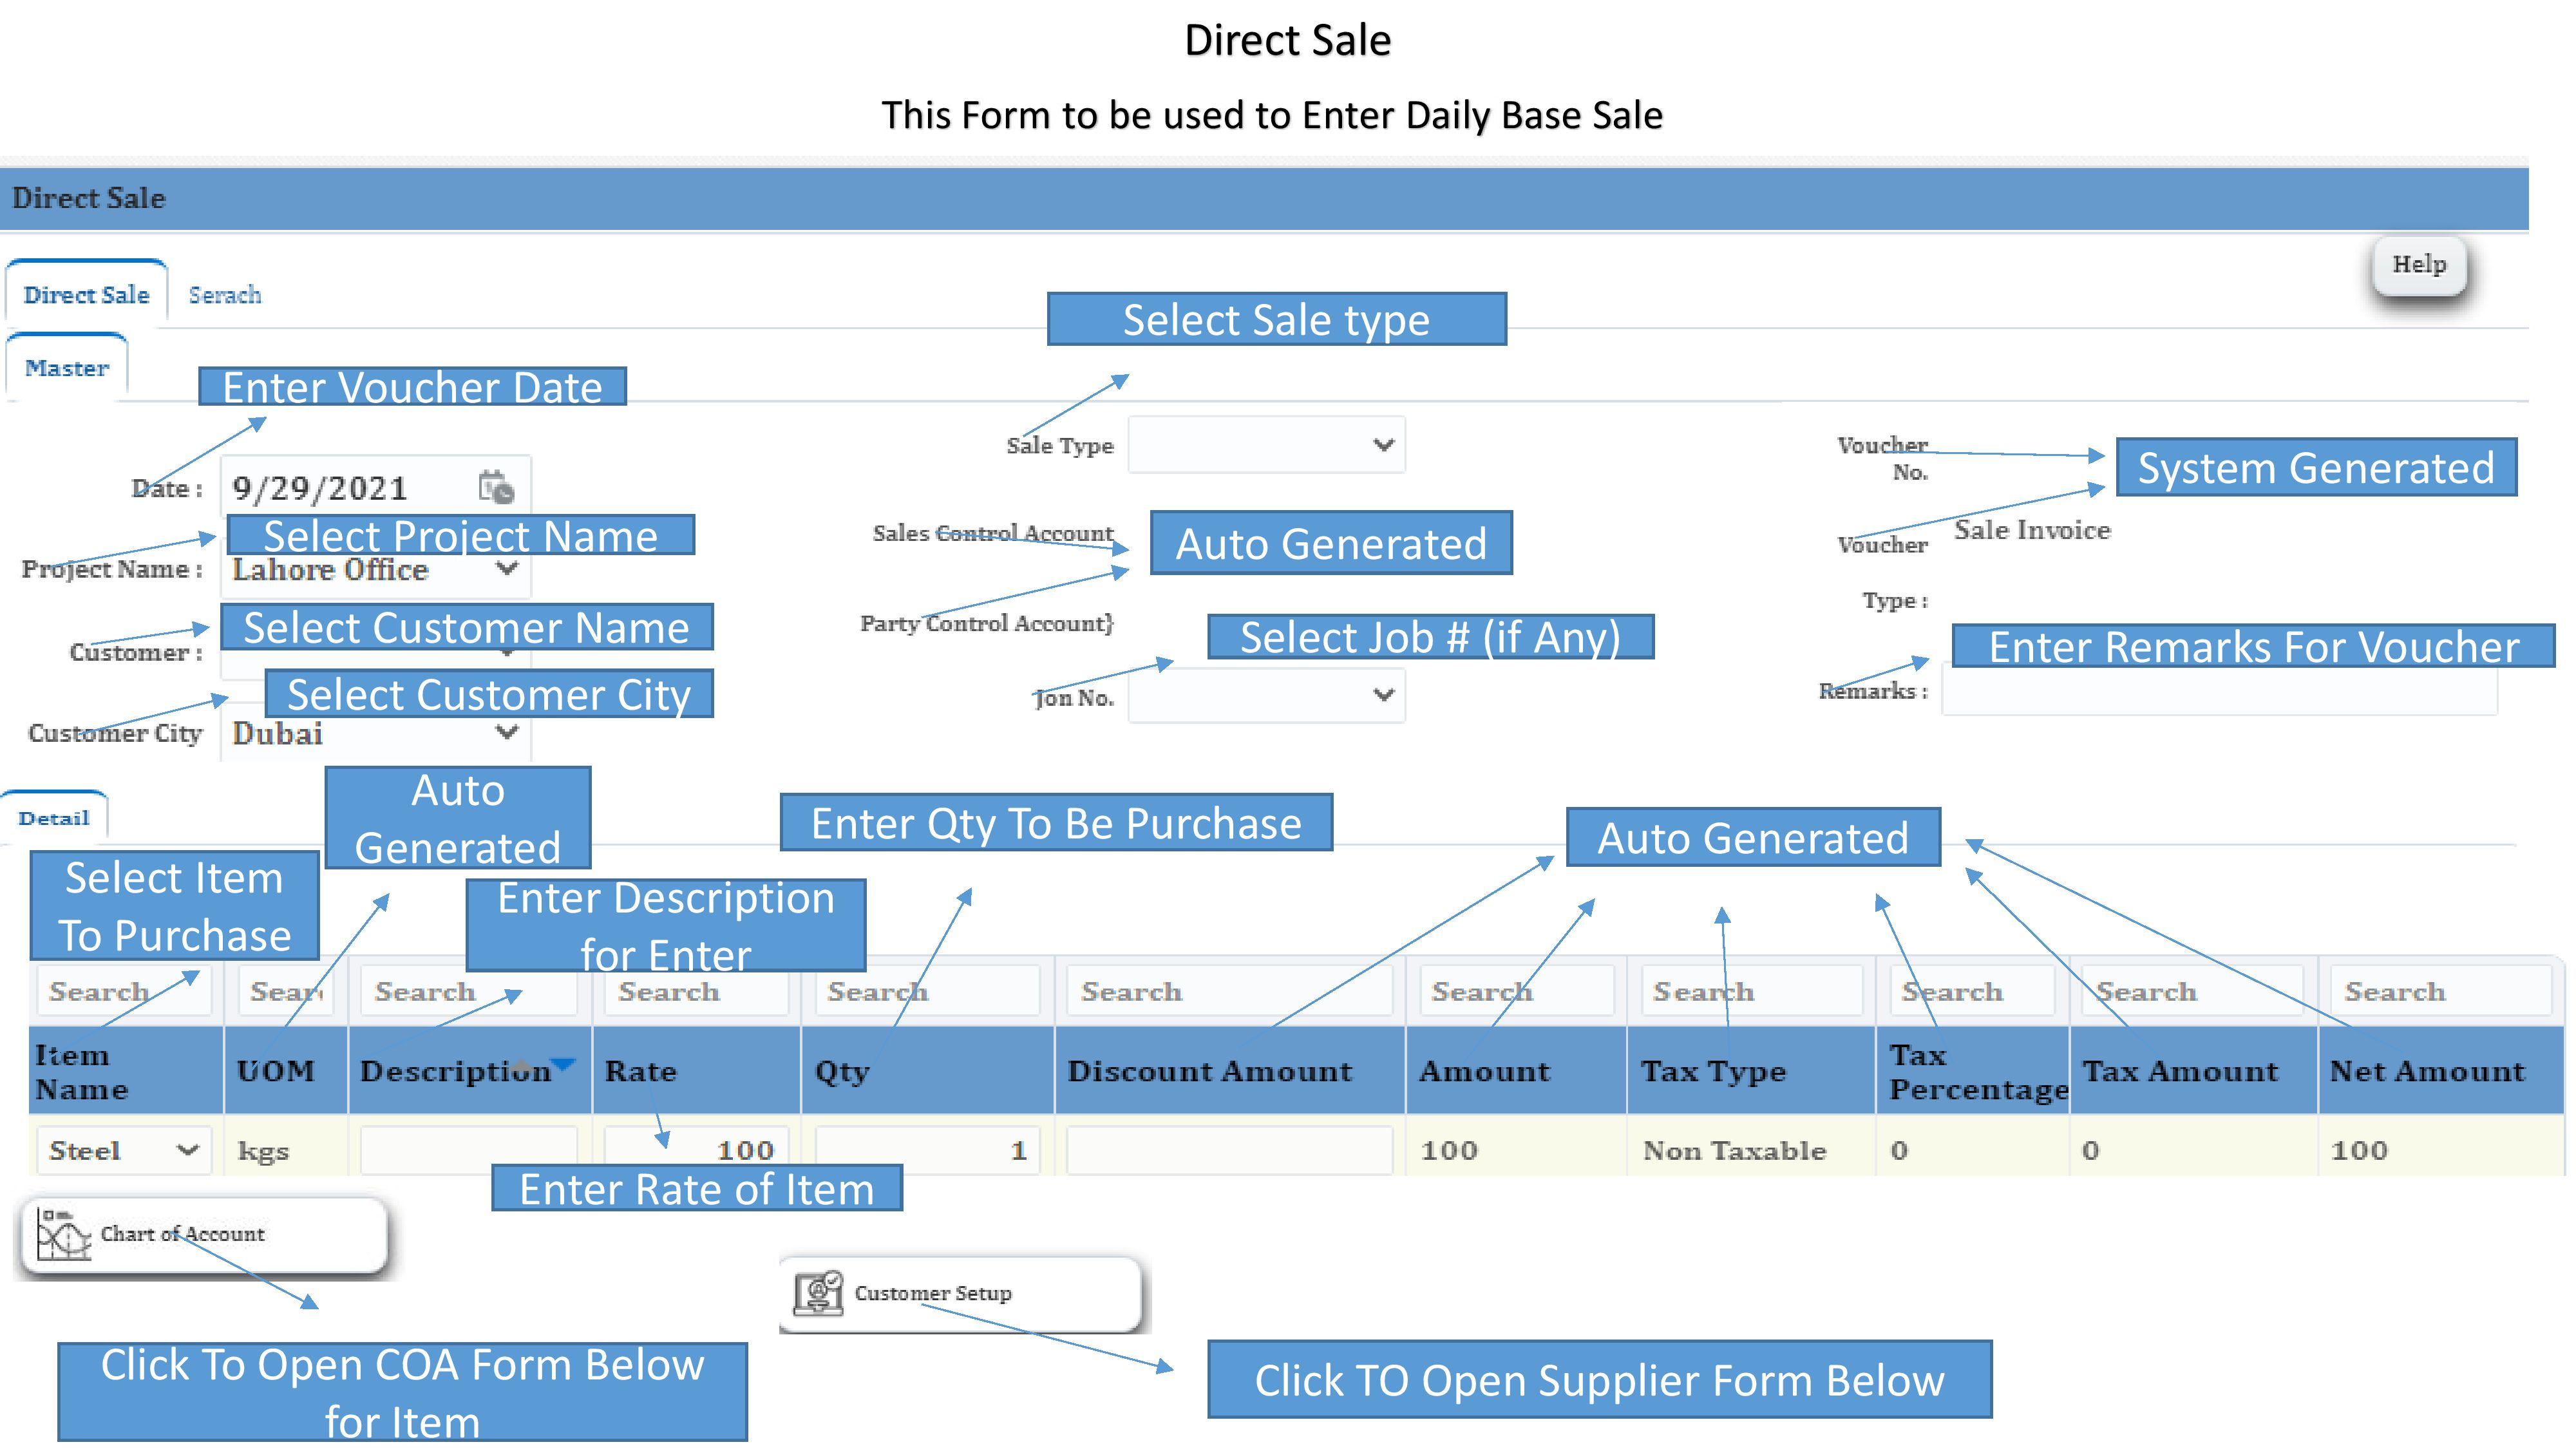 Direct Sale
This Form to be used to Enter Daily Base Sale
Direct Sale
Help
Direct Sale Serach
Select Sale type
Master
Enter Voucher Date
Sale Type
Voucher
No.
System Generated
Date : 9/29/2021
Select Project Name
Sales Control Account
Auto Generated
Voucher
Type :
Sale Invoice
Project Name : Lahore Office
Select Customer Name
Customer :
Party Control Account}
Select Job # (if Any)
Enter Remarks For Voucher
Select Customer City
Jon No.
Remarks :
Customer City Dubai
Auto
Generated
Detail
Enter Qty To Be Purchase
Auto Generated
Select Item
To Purchase
Enter Description
for Enter
Search Sear Search Search Search Search Search Search Search Search Search
Item
Name
UOM Description Rate Qty Discount Amount Amount Tax Type
Tax
Percentage
Tax Amount Net Amount
Steel kgs 100 1 100 Non Taxable 0 0 100
Enter Rate of Item
Chart of Account
Customer Setup
Click To Open COA Form Below
for Item
Click TO Open Supplier Form Below